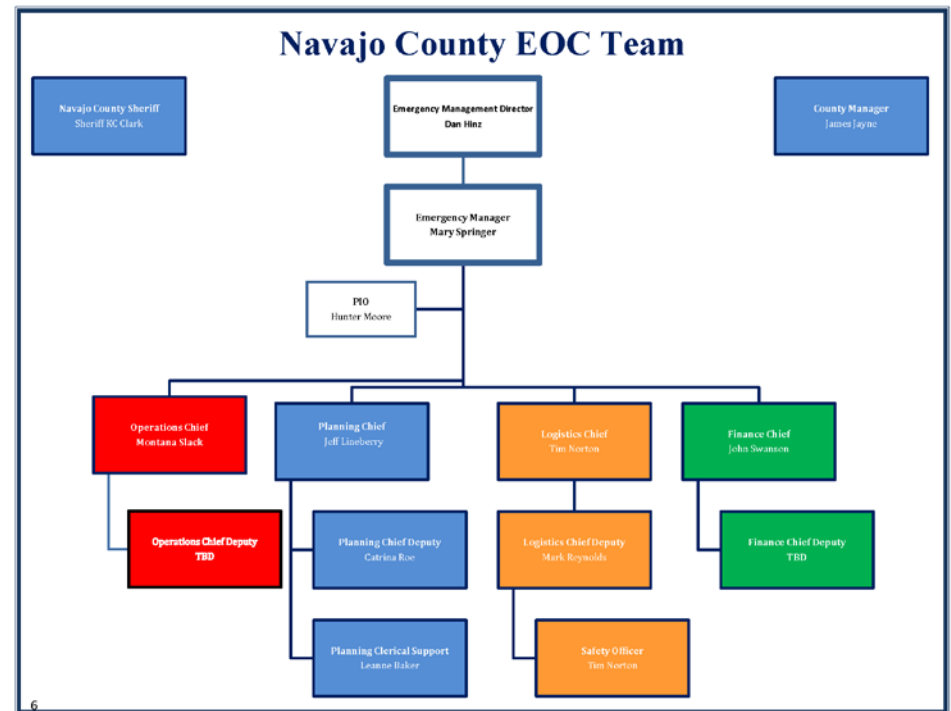 Navajo County EOC Team
Navajo County Sheriff
Sheriff KC Clark
Emergency Management Director
Dan Hinz
County Manager
James Jayne
Emergency Manager
Mary Springer
PIO
Hunter Moore
Operations Chief
Montana Slack
Planning Chief
Jeff Lineberry
Logistics Chief
Tim Norton
Finance Chief
John Swanson
Operations Chief Deputy
TBD
Planning Chief Deputy
Catrina Roe
Logistics Chief Deputy
Mark Reynolds
Finance Chief Deputy
TBD
Planning Clerical Support
Leanne Baker
Safety Officer
Tim Norton
6